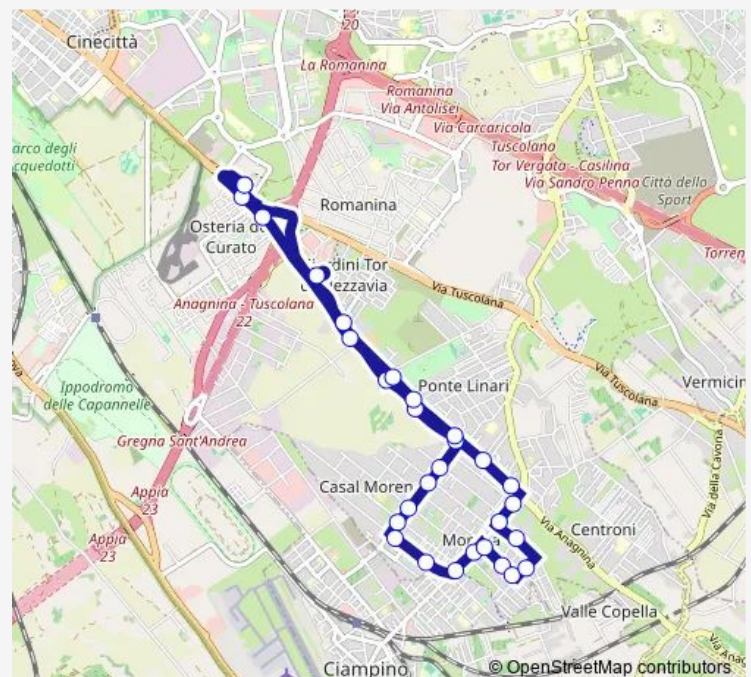 20
Cinecittà
La Romanina
Romanina
Via Antolisei
Via Carcaricola
Tuscolano
Tor Vergata - Casilina
Via Sandro Penna
Città dello
Sport
arco degli
cquedotti
Romanina
Osteria de
Curato
Torren
Anagnina - Tuscolana
22
Via Tuscolana
Ippodromo
delle Capannelle
Ponte Linari
Via Tuscolana
Vermicin
Gregna Sant'Andrea
Via della Cavona
Appia
23
Casal Moren
Appia
23
Via Anagnina
Centroni
Valle Copella
Ciampino
© OpenStreetMap contributors